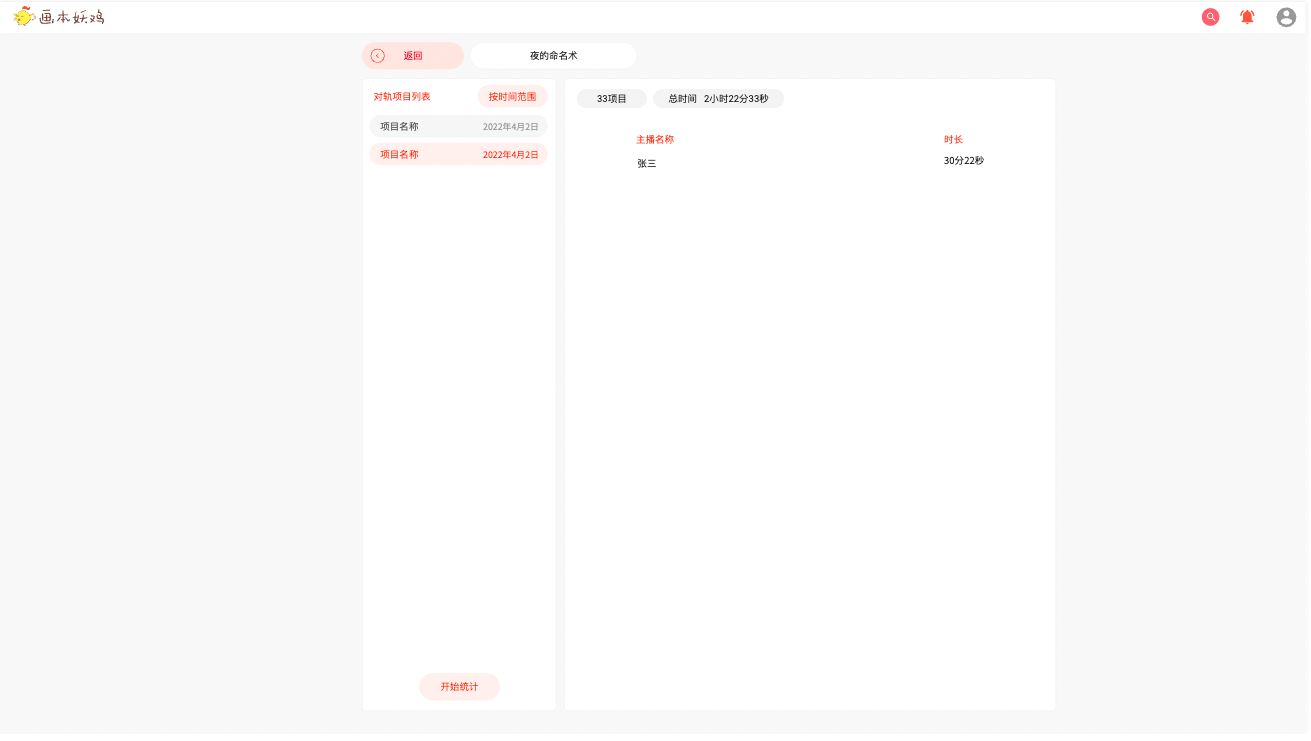 画本妖鸡
返回
夜的命名术
对轨项目列表
按时间范围
项目名称 2022年4月2日
项目名称 2022年4月2日
开始统计
33项目
总时间 2小时22分33秒
主播名称 时长
张三 30分22秒